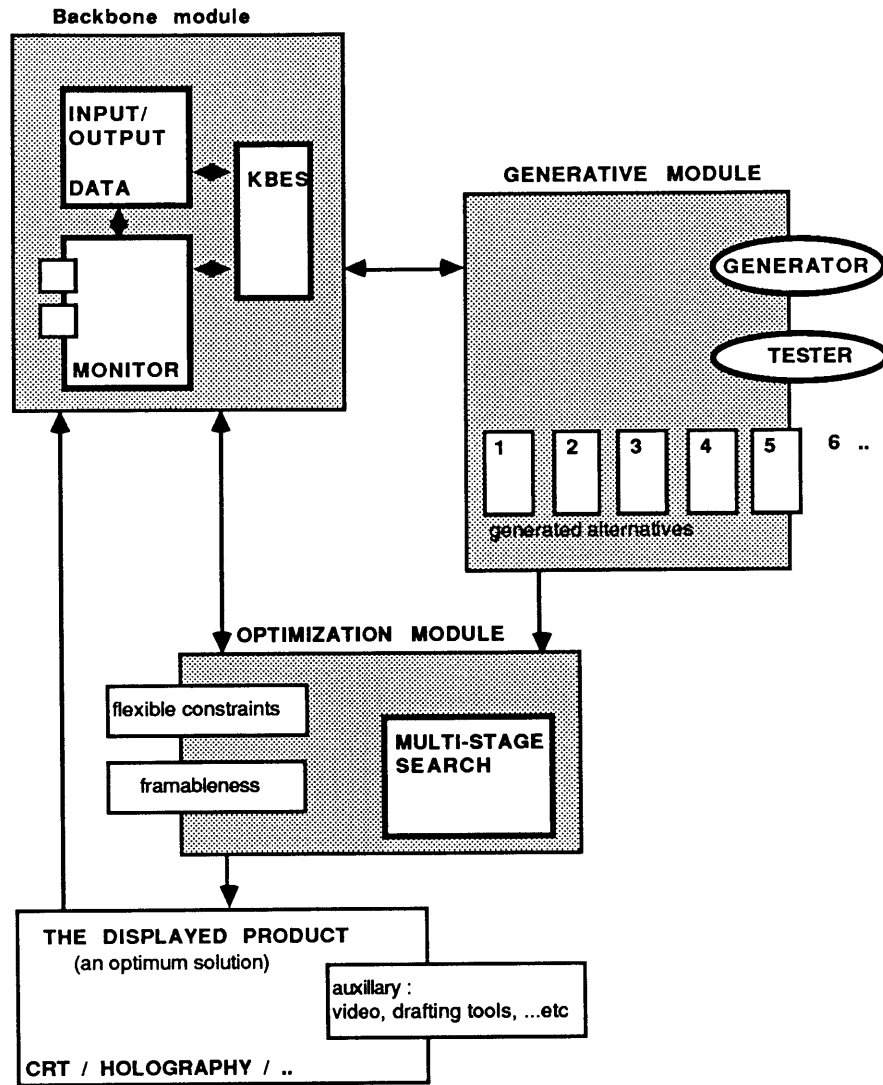 Backbone module
INPUT/
OUTPUT
DATA
KBES
MONITOR
GENERATIVE MODULE
GENERATOR
TESTER
1 2 3 4 5 6 ..
generated alternatives
OPTIMIZATION MODULE
flexible constraints
framableness
MULTI-STAGE
SEARCH
THE DISPLAYED PRODUCT
(an optimum solution)
auxillary :
video, drafting tools, ...etc
CRT / HOLOGRAPHY / ..